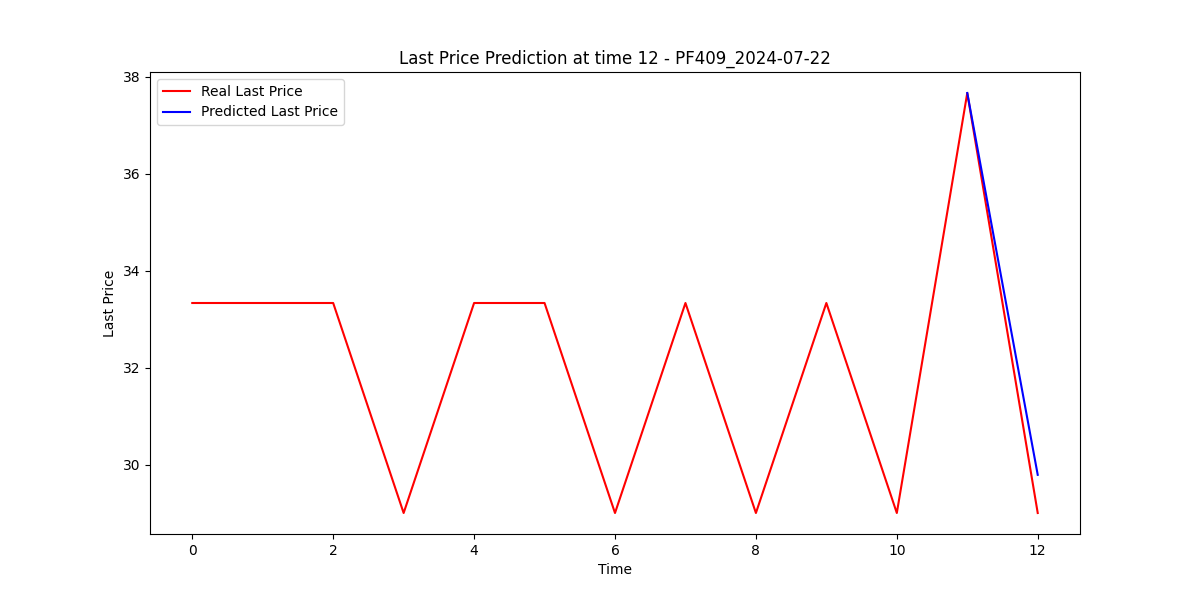 Last Price Prediction at time 12 - PF409_2024-07-22
Real Last Price
Predicted Last Price
Last Price
38
36
34
32
30
0 2 4 6 8 10 12
Time